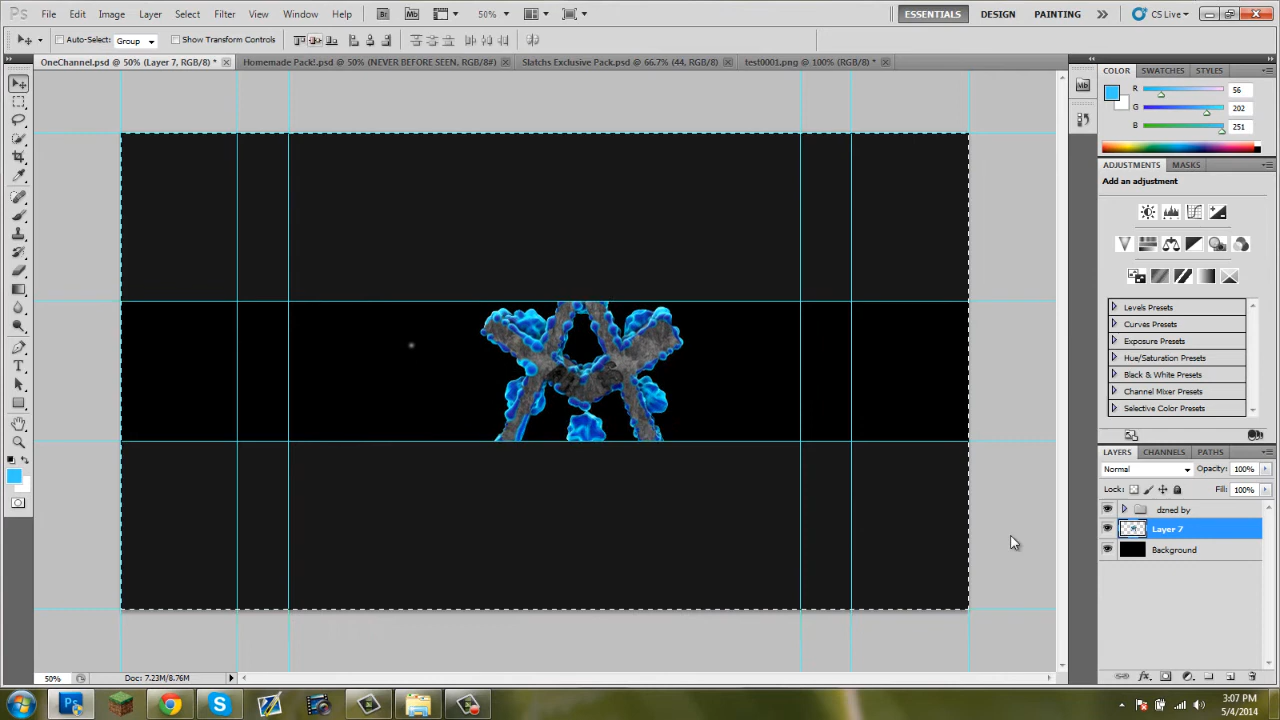 Ps File Edit Image Layer Select Filter View Window Help Br Mb 50% ESSENTIALS DESIGN PAINTING CS Live
Auto-Select: Group Show Transform Controls
OneChannel.psd @ 50% (Layer 7, RGB/8) * Homemade Pack!.psd @ 50% (NEVER BEFORE SEEN, RGB/8#) Slatchs Exclusive Pack.psd @ 66.7% (44, RGB/8) test0001.png @ 100% (RGB/8) *
COLOR SWATCHES STYLES
R 56
G 202
B 251
ADJUSTMENTS MASKS
Add an adjustment
Levels Presets
Curves Presets
Exposure Presets
Hue/Saturation Presets
Black & White Presets
Channel Mixer Presets
Selective Color Presets
LAYERS CHANNELS PATHS
Normal Opacity: 100%
Lock: Fill: 100%
dzned by
Layer 7
Background
50% Doc: 7.23M/8.76M
Ps S 3:07 PM
5/4/2014